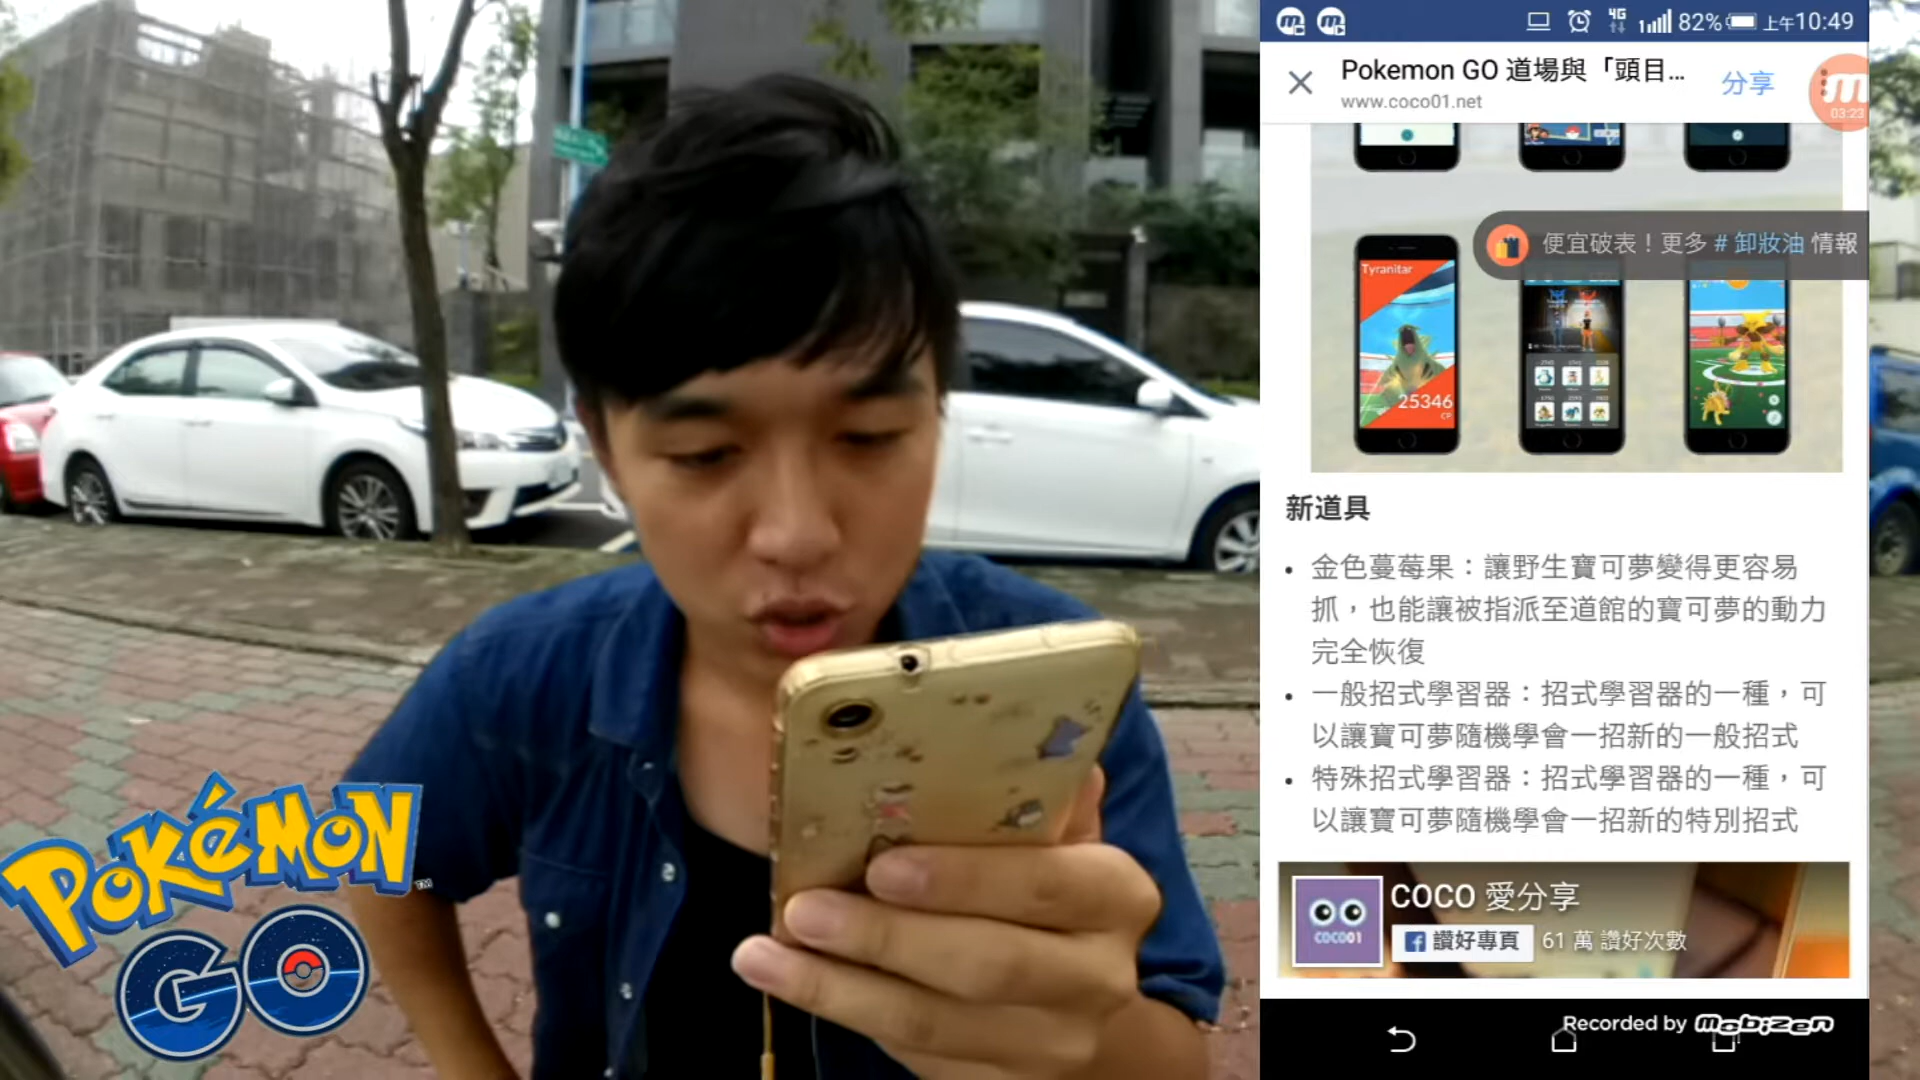 POKÉMON
TM
GO
4G
82%
上午10:49
Pokemon GO 道場與「頭目...
www.coco01.net
分享
03:23
便宜破表！更多 # 卸妝油 情報
Tyranitar
25346
CP
新道具
• 金色蔓莓果：讓野生寶可夢變得更容易
抓，也能讓被指派至道館的寶可夢的動力
完全恢復
• 一般招式學習器：招式學習器的一種，可
以讓寶可夢隨機學會一招新的一般招式
• 特殊招式學習器：招式學習器的一種，可
以讓寶可夢隨機學會一招新的特別招式
COCO 愛分享
COCO01
讚好專頁
61 萬 讚好次數
Recorded by Mobizen